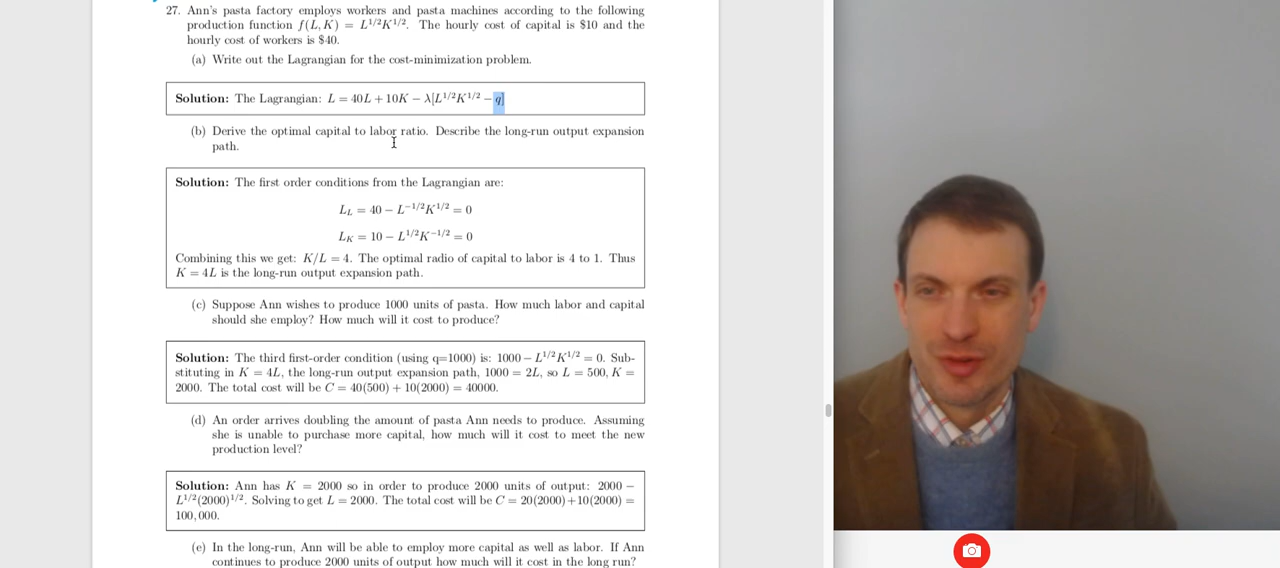 27. Ann's pasta factory employs workers and pasta machines according to the following
production function f(L, K) = L^{1/2}K^{1/2}. The hourly cost of capital is $10 and the
hourly cost of workers is $40.
(a) Write out the Lagrangian for the cost-minimization problem.
Solution: The Lagrangian: L = 40L + 10K − λ[L^{1/2}K^{1/2} − q]
(b) Derive the optimal capital to labor ratio. Describe the long-run output expansion
path.
Solution: The first order conditions from the Lagrangian are:
L_L = 40 − L^{−1/2}K^{1/2} = 0
L_K = 10 − L^{1/2}K^{−1/2} = 0
Combining this we get: K/L = 4. The optimal radio of capital to labor is 4 to 1. Thus
K = 4L is the long-run output expansion path.
(c) Suppose Ann wishes to produce 1000 units of pasta. How much labor and capital
should she employ? How much will it cost to produce?
Solution: The third first-order condition (using q=1000) is: 1000 − L^{1/2}K^{1/2} = 0. Sub-
stituting in K = 4L, the long-run output expansion path, 1000 = 2L, so L = 500, K =
2000. The total cost will be C = 40(500) + 10(2000) = 40000.
(d) An order arrives doubling the amount of pasta Ann needs to produce. Assuming
she is unable to purchase more capital, how much will it cost to meet the new
production level?
Solution: Ann has K = 2000 so in order to produce 2000 units of output: 2000 −
L^{1/2}(2000)^{1/2}. Solving to get L = 2000. The total cost will be C = 20(2000)+10(2000) =
100,000.
(e) In the long-run, Ann will be able to employ more capital as well as labor. If Ann
continues to produce 2000 units of output how much will it cost in the long run?